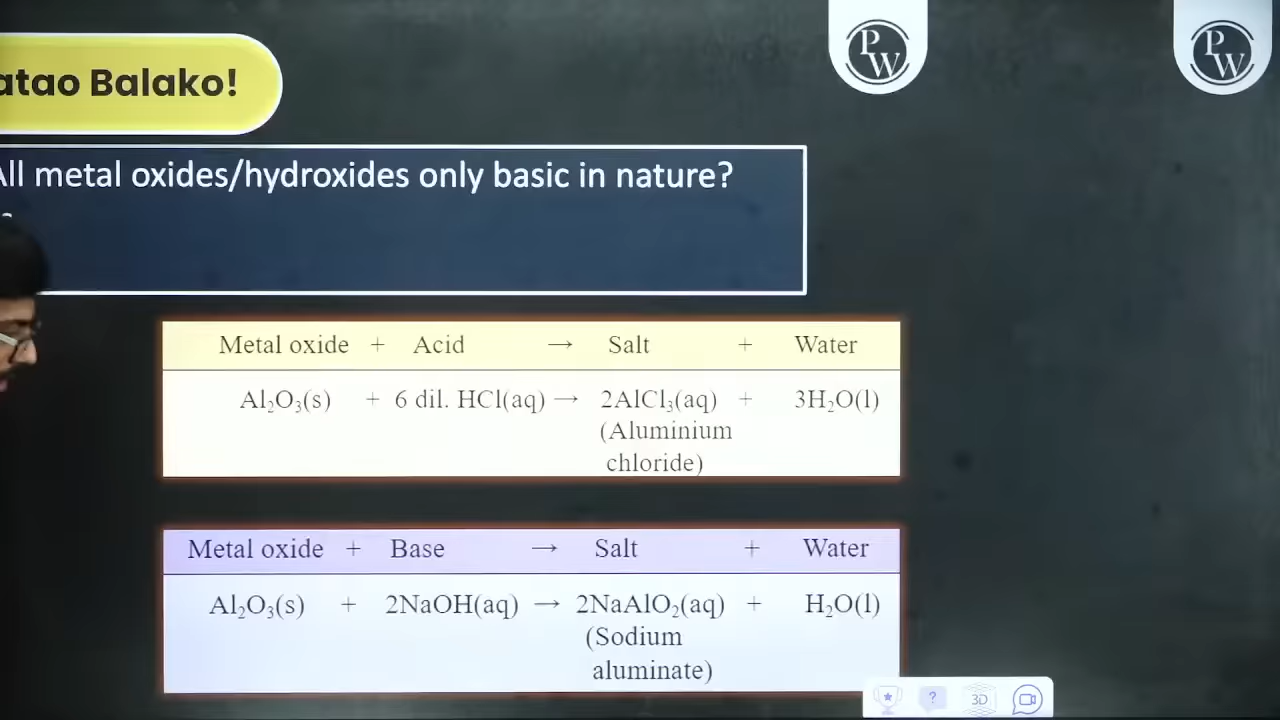 atao Balako!
P
W
P
W
All metal oxides/hydroxides only basic in nature?
Metal oxide + Acid → Salt + Water
Al₂O₃(s) + 6 dil. HCl(aq) → 2AlCl₃(aq) + 3H₂O(l)
(Aluminium
chloride)
Metal oxide + Base → Salt + Water
Al₂O₃(s) + 2NaOH(aq) → 2NaAlO₂(aq) + H₂O(l)
(Sodium
aluminate)
?
3D